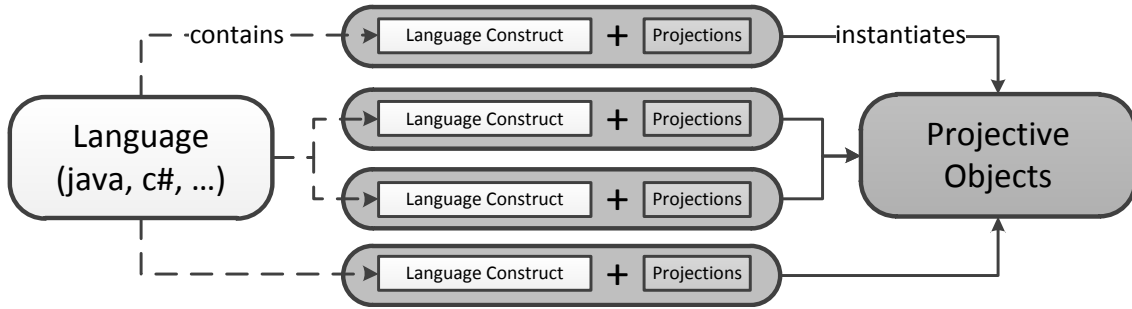 contains
Language Construct + Projections
instantiates
Language
(java, c#, …)
Language Construct + Projections
Language Construct + Projections
Projective
Objects
Language Construct + Projections